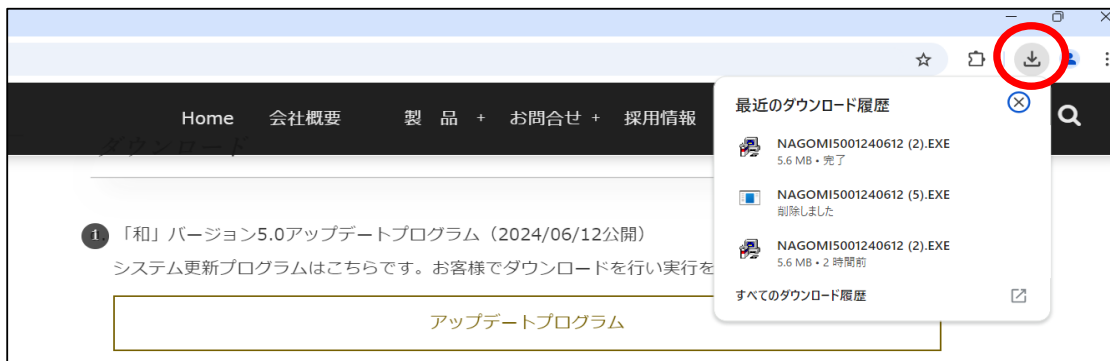 Home 会社概要 製 品 + お問合せ + 採用情報
ダウンロード
最近のダウンロード履歴
NAGOMI5001240612 (2).EXE
5.6 MB • 完了
NAGOMI5001240612 (5).EXE
削除しました
NAGOMI5001240612 (2).EXE
5.6 MB • 2 時間前
すべてのダウンロード履歴
1. 「和」バージョン5.0アップデートプログラム（2024/06/12公開）
システム更新プログラムはこちらです。お客様でダウンロードを行い実行を
アップデートプログラム